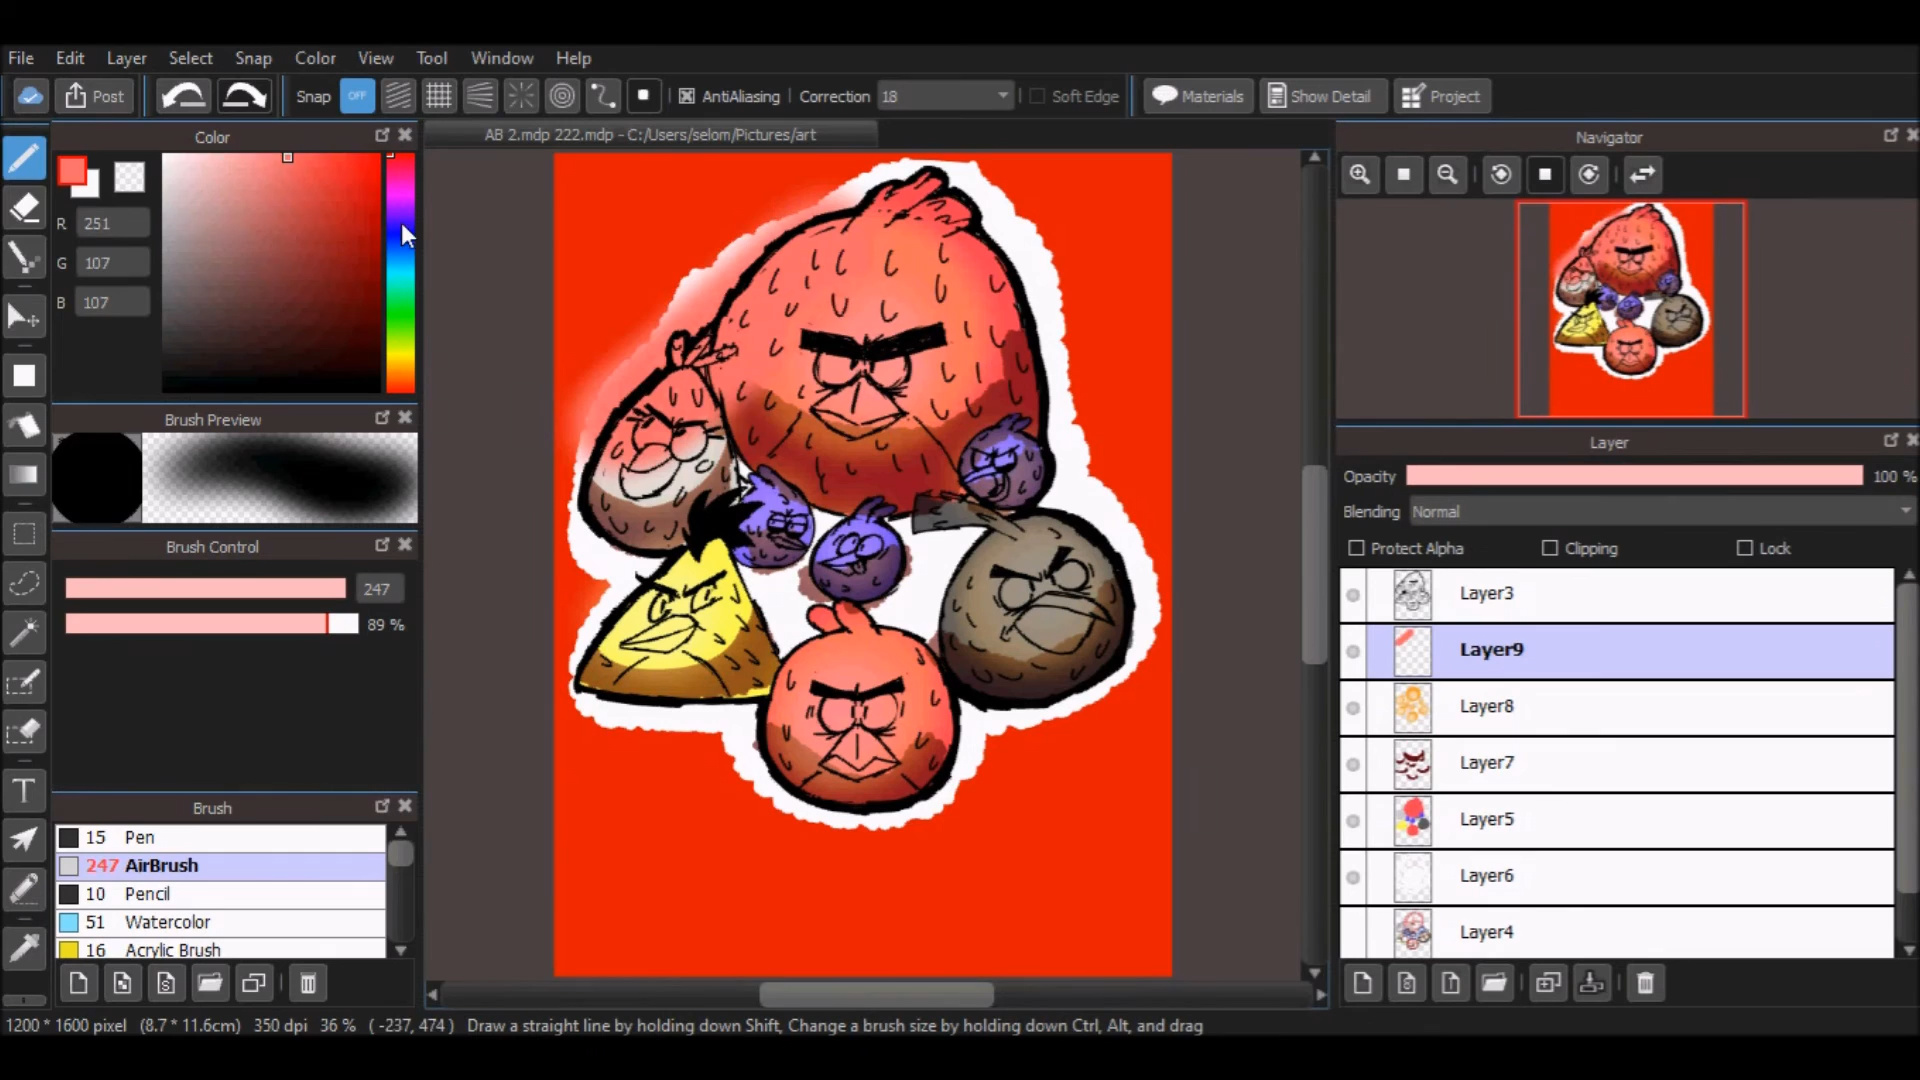 File Edit Layer Select Snap Color View Tool Window Help
Post Snap OFF AntiAliasing Correction 18 Soft Edge Materials Show Detail Project
Color
AB 2.mdp 222.mdp - C:/Users/selom/Pictures/art
Navigator
R 251
G 107
B 107
Brush Preview
Layer
Opacity 100 %
Blending Normal
Protect Alpha Clipping Lock
Brush Control
247
89 %
Layer3
Layer9
Layer8
Layer7
Layer5
Layer6
Layer4
Brush
15 Pen
247 AirBrush
10 Pencil
51 Watercolor
16 Acrylic Brush
1200 * 1600 pixel (8.7 * 11.6cm) 350 dpi 36 % ( -237, 474 ) Draw a straight line by holding down Shift, Change a brush size by holding down Ctrl, Alt, and drag